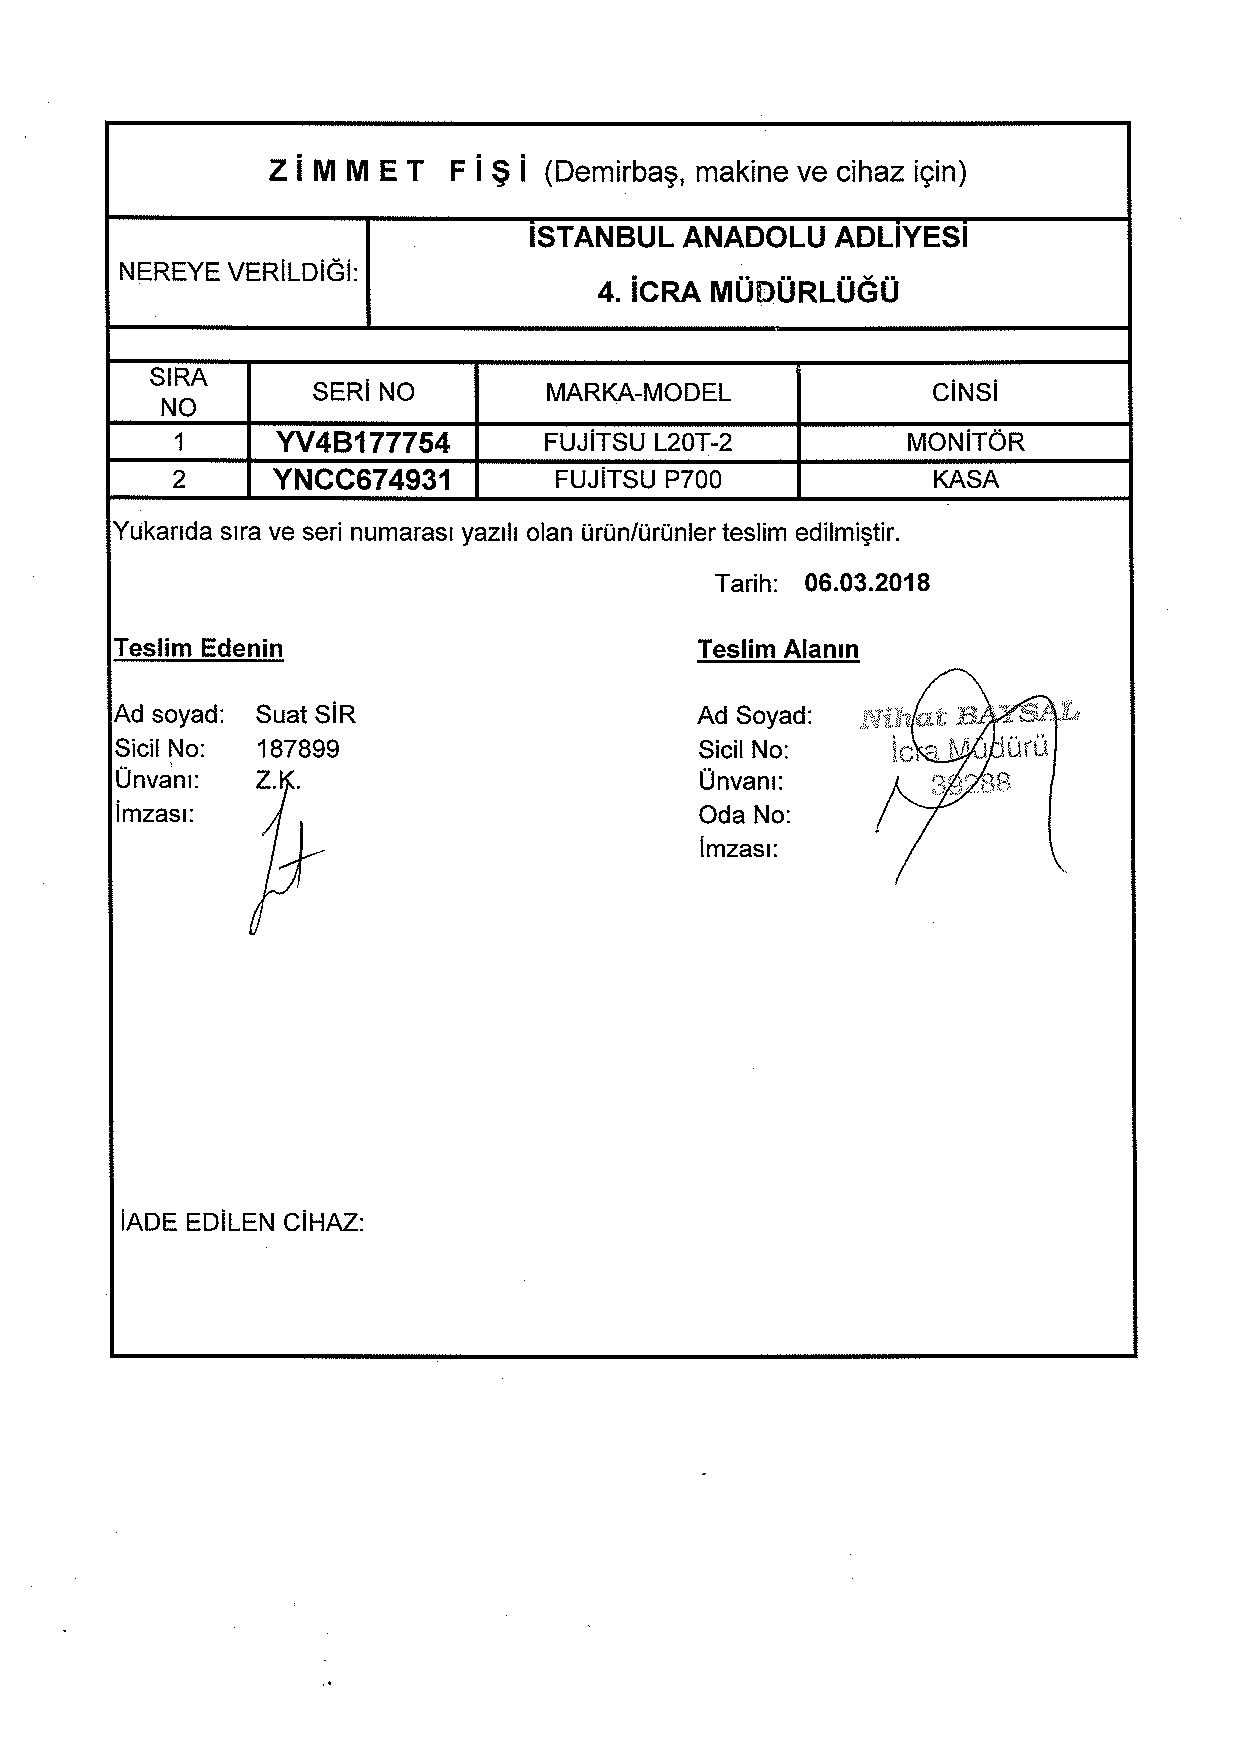 ZİMMET FİŞİ (Demirbaş, makine ve cihaz için)
NEREYE VERİLDİĞİ:
İSTANBUL ANADOLU ADLİYESİ
4. İCRA MÜDÜRLÜĞÜ
SIRA NO SERİ NO MARKA-MODEL CİNSİ
1 YV4B177754 FUJİTSU L20T-2 MONİTÖR
2 YNCC674931 FUJİTSU P700 KASA
Yukarıda sıra ve seri numarası yazılı olan ürün/ürünler teslim edilmiştir.
Tarih: 06.03.2018
Teslim Edenin
Ad soyad: Suat SİR
Sicil No: 187899
Ünvanı: Z.K.
İmzası:
Teslim Alanın
Ad Soyad: Nihat BAYSAL
Sicil No: İcra Müdürü
Ünvanı: 39288
Oda No:
İmzası:
İADE EDİLEN CİHAZ: